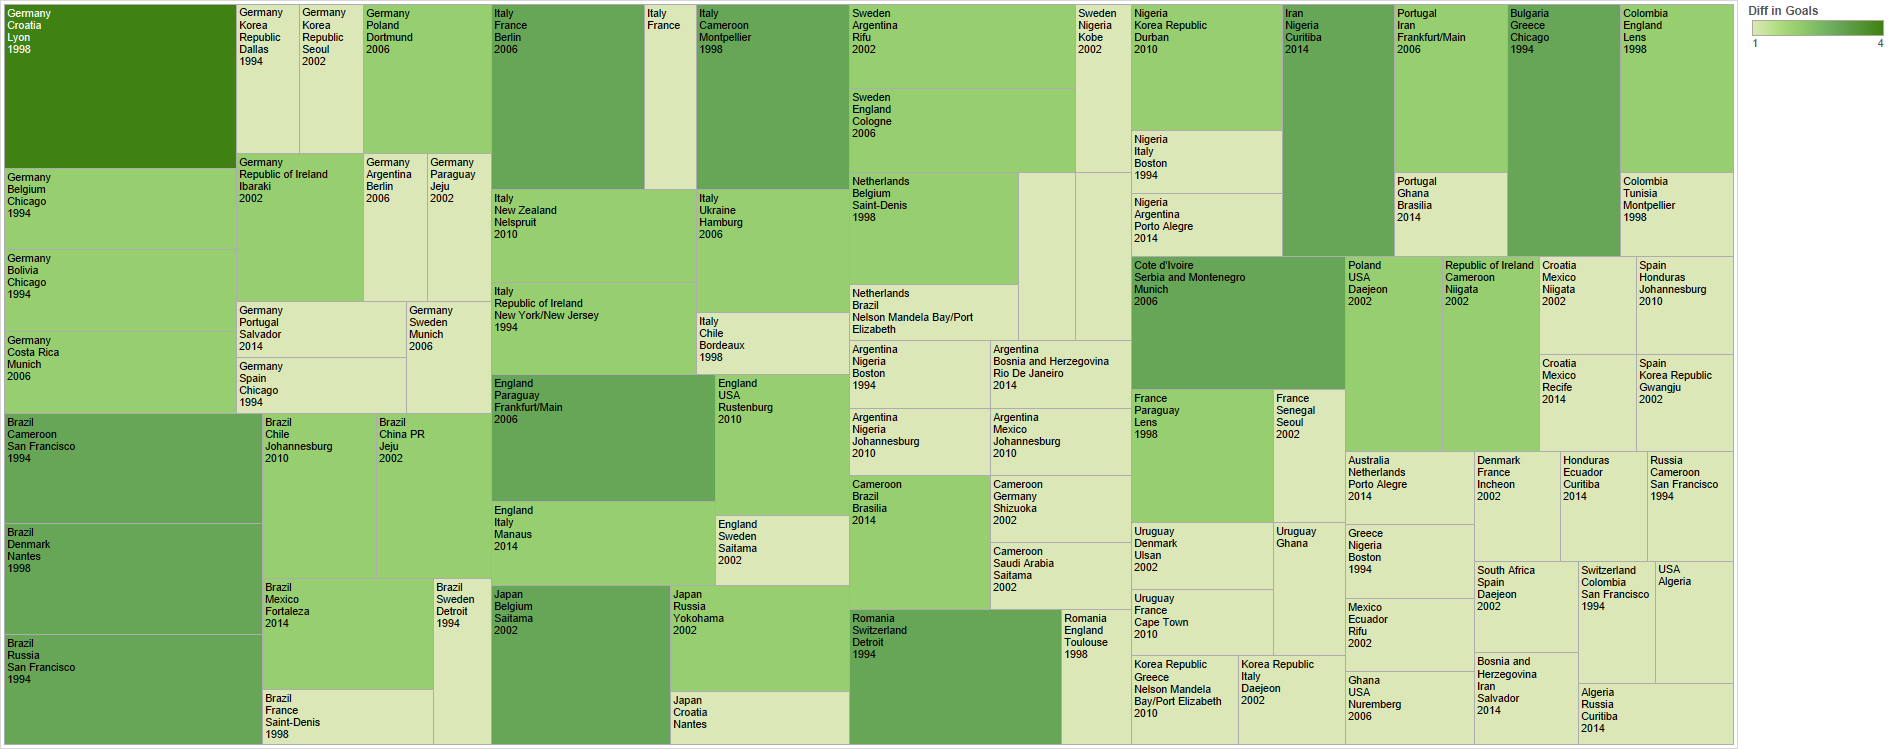 Germany
Croatia
Lyon
1998
Germany
Belgium
Chicago
1994
Germany
Bolivia
Chicago
1994
Germany
Costa Rica
Munich
2006
Germany
Korea
Republic
Dallas
1994
Germany
Korea
Republic
Seoul
2002
Germany
Poland
Dortmund
2006
Germany
Republic of Ireland
Ibaraki
2002
Germany
Argentina
Berlin
2006
Germany
Paraguay
Jeju
2002
Germany
Portugal
Salvador
2014
Germany
Spain
Chicago
1994
Germany
Sweden
Munich
2006
Brazil
Cameroon
San Francisco
1994
Brazil
Denmark
Nantes
1998
Brazil
Russia
San Francisco
1994
Brazil
Chile
Johannesburg
2010
Brazil
China PR
Jeju
2002
Brazil
Mexico
Fortaleza
2014
Brazil
France
Saint-Denis
1998
Brazil
Sweden
Detroit
1994
Italy
France
Berlin
2006
Italy
France
Italy
Cameroon
Montpellier
1998
Italy
New Zealand
Nelspruit
2010
Italy
Republic of Ireland
New York/New Jersey
1994
Italy
Ukraine
Hamburg
2006
Italy
Chile
Bordeaux
1998
England
Paraguay
Frankfurt/Main
2006
England
USA
Rustenburg
2010
England
Italy
Manaus
2014
England
Sweden
Saitama
2002
Japan
Belgium
Saitama
2002
Japan
Russia
Yokohama
2002
Japan
Croatia
Nantes
Sweden
Argentina
Rifu
2002
Sweden
England
Cologne
2006
Sweden
Nigeria
Kobe
2002
Netherlands
Belgium
Saint-Denis
1998
Netherlands
Brazil
Nelson Mandela Bay/Port
Elizabeth
Argentina
Nigeria
Boston
1994
Argentina
Bosnia and Herzegovina
Rio De Janeiro
2014
Argentina
Nigeria
Johannesburg
2010
Argentina
Mexico
Johannesburg
2010
Cameroon
Brazil
Brasilia
2014
Cameroon
Germany
Shizuoka
2002
Cameroon
Saudi Arabia
Saitama
2002
Romania
Switzerland
Detroit
1994
Romania
England
Toulouse
1998
Nigeria
Korea Republic
Durban
2010
Nigeria
Italy
Boston
1994
Nigeria
Argentina
Porto Alegre
2014
Iran
Nigeria
Curitiba
2014
Portugal
Iran
Frankfurt/Main
2006
Portugal
Ghana
Brasilia
2014
Bulgaria
Greece
Chicago
1994
Colombia
England
Lens
1998
Colombia
Tunisia
Montpellier
1998
Cote d'Ivoire
Serbia and Montenegro
Munich
2006
France
Paraguay
Lens
1998
France
Senegal
Seoul
2002
Uruguay
Denmark
Ulsan
2002
Uruguay
France
Cape Town
2010
Uruguay
Ghana
Korea Republic
Greece
Nelson Mandela
Bay/Port Elizabeth
2010
Korea Republic
Italy
Daejeon
2002
Poland
USA
Daejeon
2002
Republic of Ireland
Cameroon
Niigata
2002
Croatia
Mexico
Niigata
2002
Spain
Honduras
Johannesburg
2010
Croatia
Mexico
Recife
2014
Spain
Korea Republic
Gwangju
2002
Australia
Netherlands
Porto Alegre
2014
Greece
Nigeria
Boston
1994
Mexico
Ecuador
Rifu
2002
Ghana
USA
Nuremberg
2006
Denmark
France
Incheon
2002
Honduras
Ecuador
Curitiba
2014
Russia
Cameroon
San Francisco
1994
South Africa
Spain
Daejeon
2002
Bosnia and
Herzegovina
Iran
Salvador
2014
Switzerland
Colombia
San Francisco
1994
USA
Algeria
Algeria
Russia
Curitiba
2014
Diff in Goals
1 4